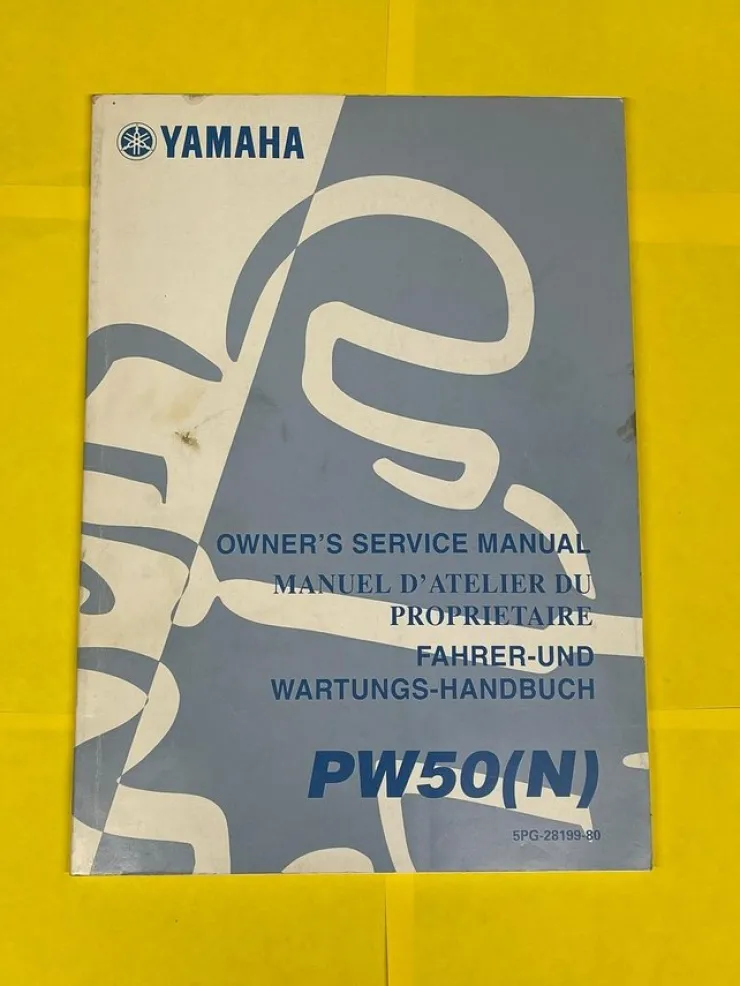 YAMAHA
OWNER'S SERVICE MANUAL
MANUEL D'ATELIER DU
PROPRIETAIRE
FAHRER-UND
WARTUNGS-HANDBUCH
PW50(N)
5PG-28199-80